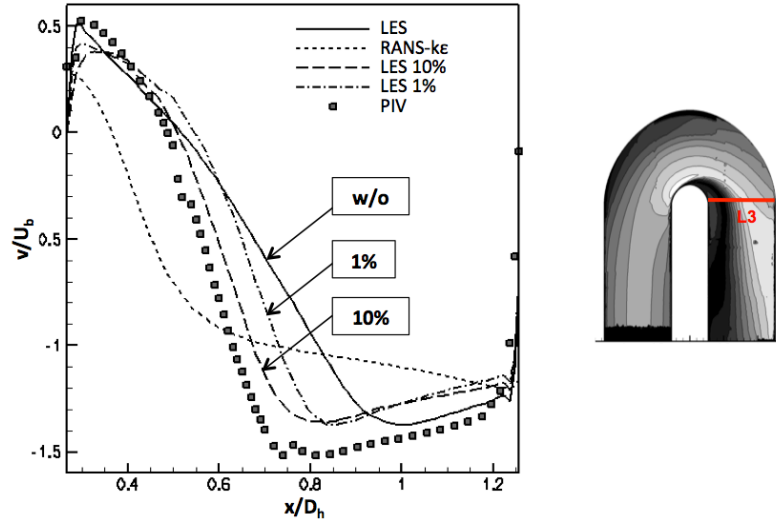 0.5
0
0.5
-1
-1.5
v/U_b
0.4
0.6
0.8
1
1.2
x/D_h
LES
RANS-kε
LES 10%
LES 1%
PIV
w/o
1%
10%
L3